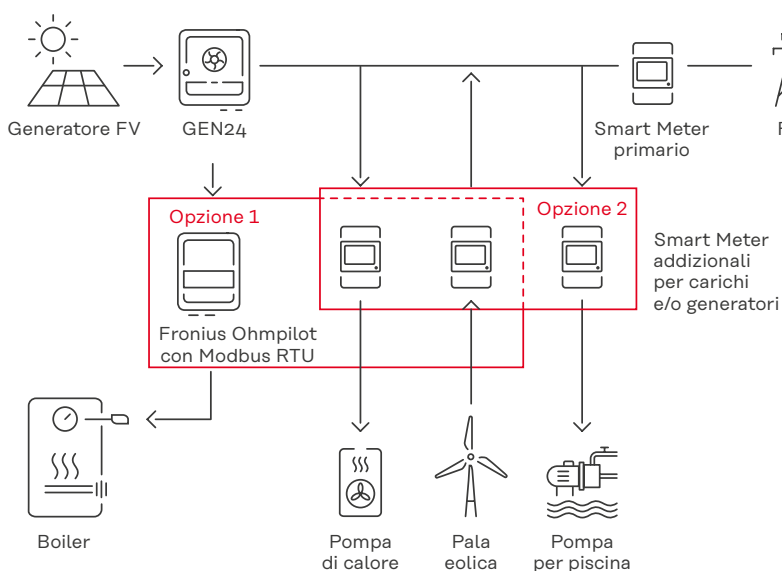 Generatore FV
GEN24
Smart Meter
primario
Opzione 1
Opzione 2
Smart Meter
addizionali
per carichi
e/o generatori
Fronius Ohmpilot
con Modbus RTU
Boiler
Pompa
di calore
Pala
eolica
Pompa
per piscina